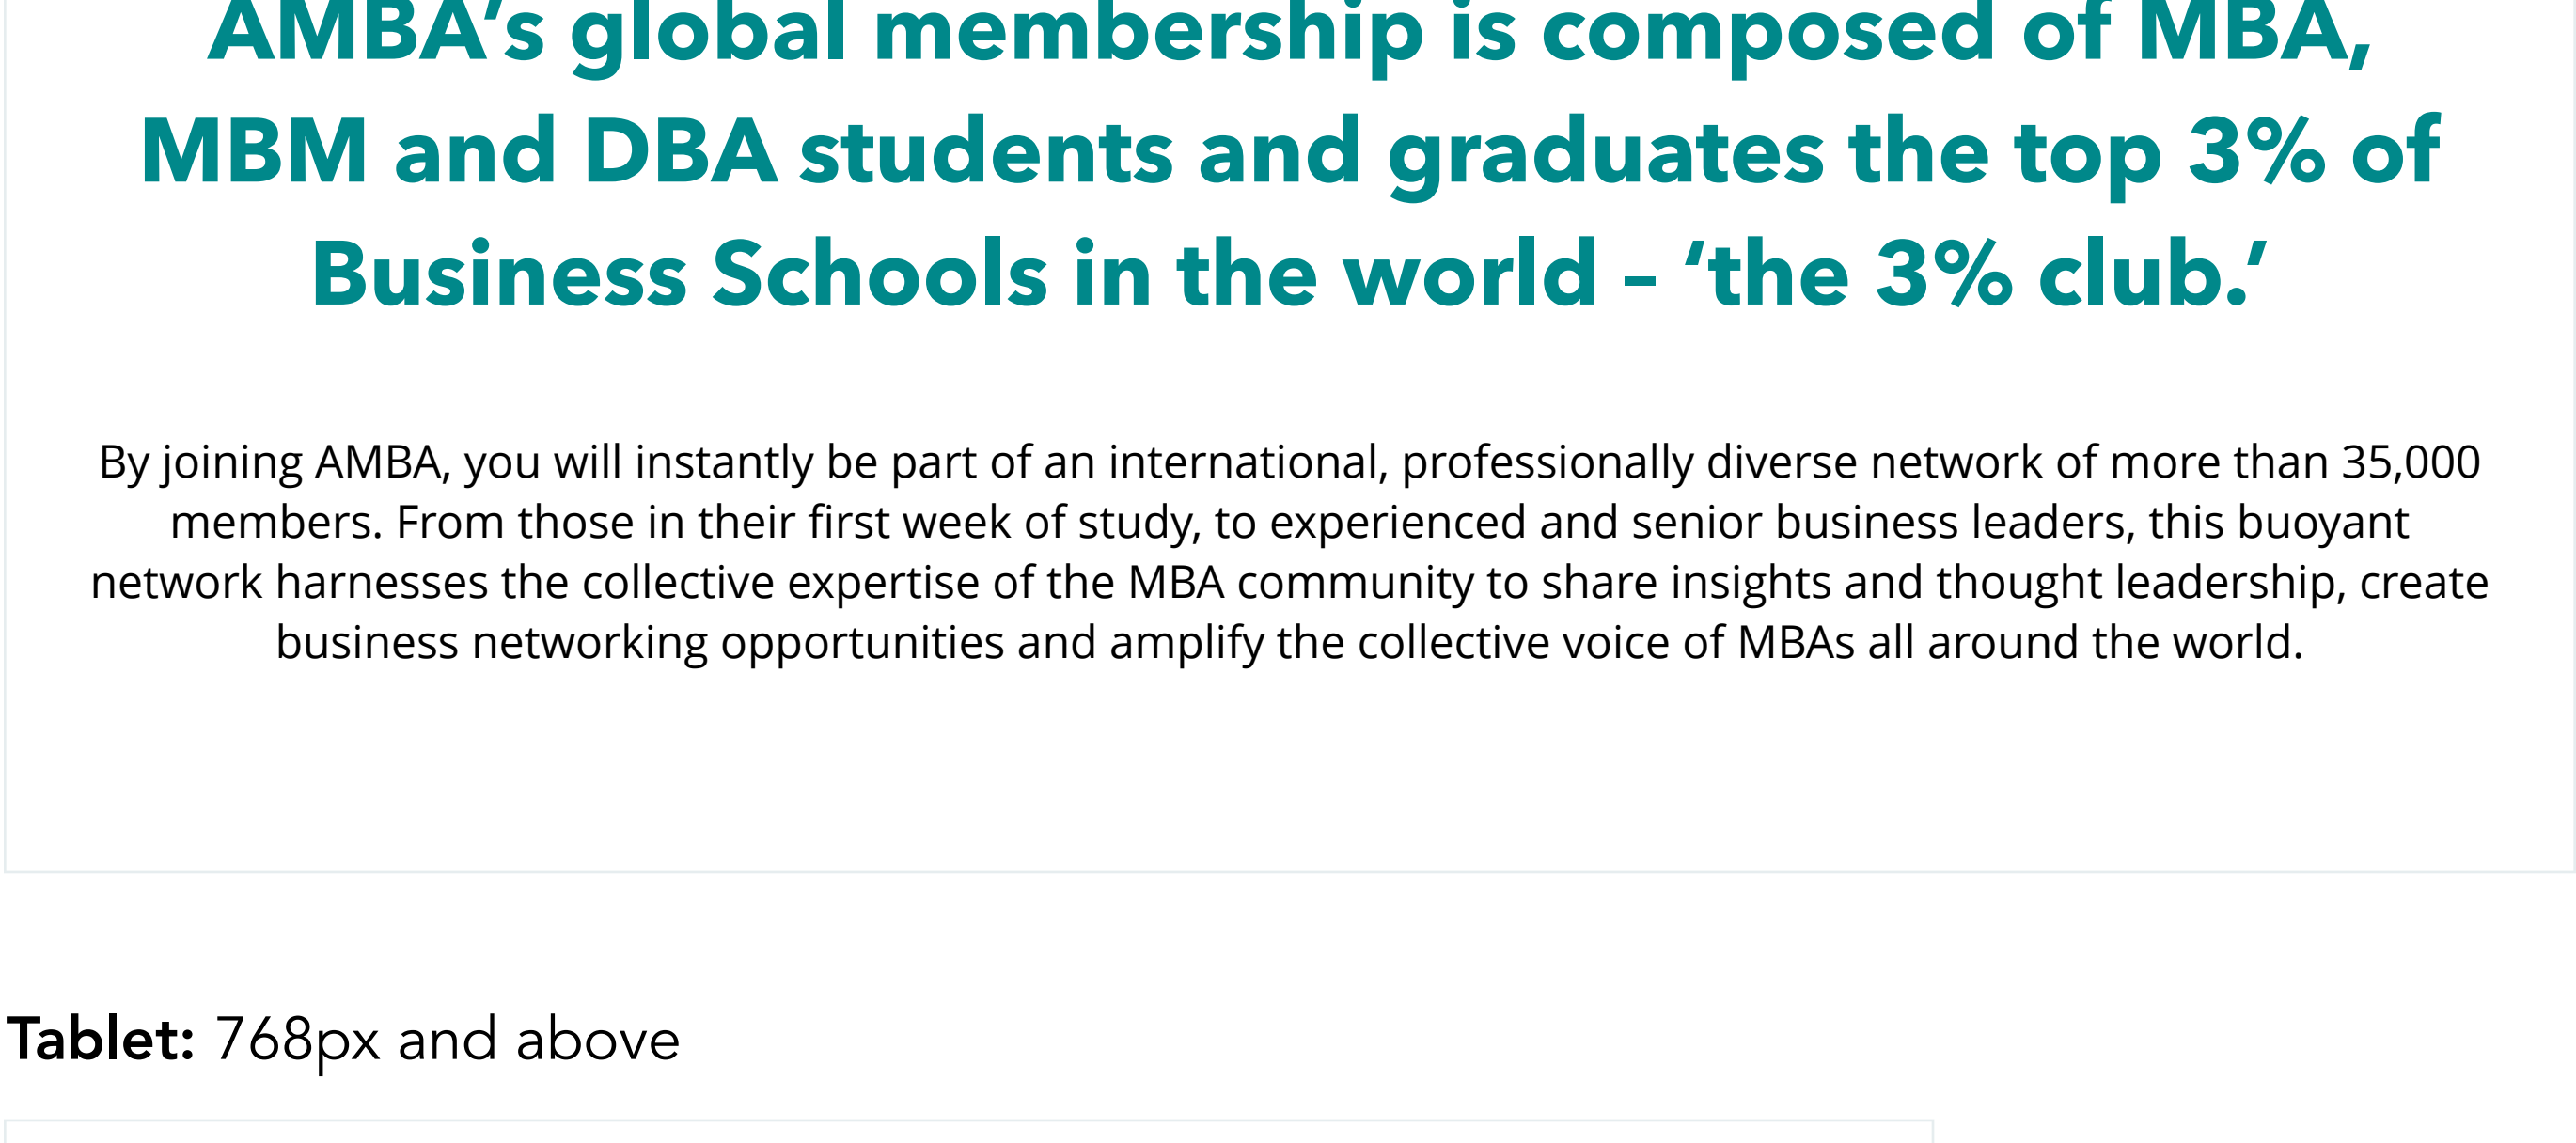 AMBA’s global membership is composed of MBA,
MBM and DBA students and graduates the top 3% of
Business Schools in the world – ‘the 3% club.’
By joining AMBA, you will instantly be part of an international, professionally diverse network of more than 35,000
members. From those in their first week of study, to experienced and senior business leaders, this buoyant
network harnesses the collective expertise of the MBA community to share insights and thought leadership, create
business networking opportunities and amplify the collective voice of MBAs all around the world.
Tablet: 768px and above